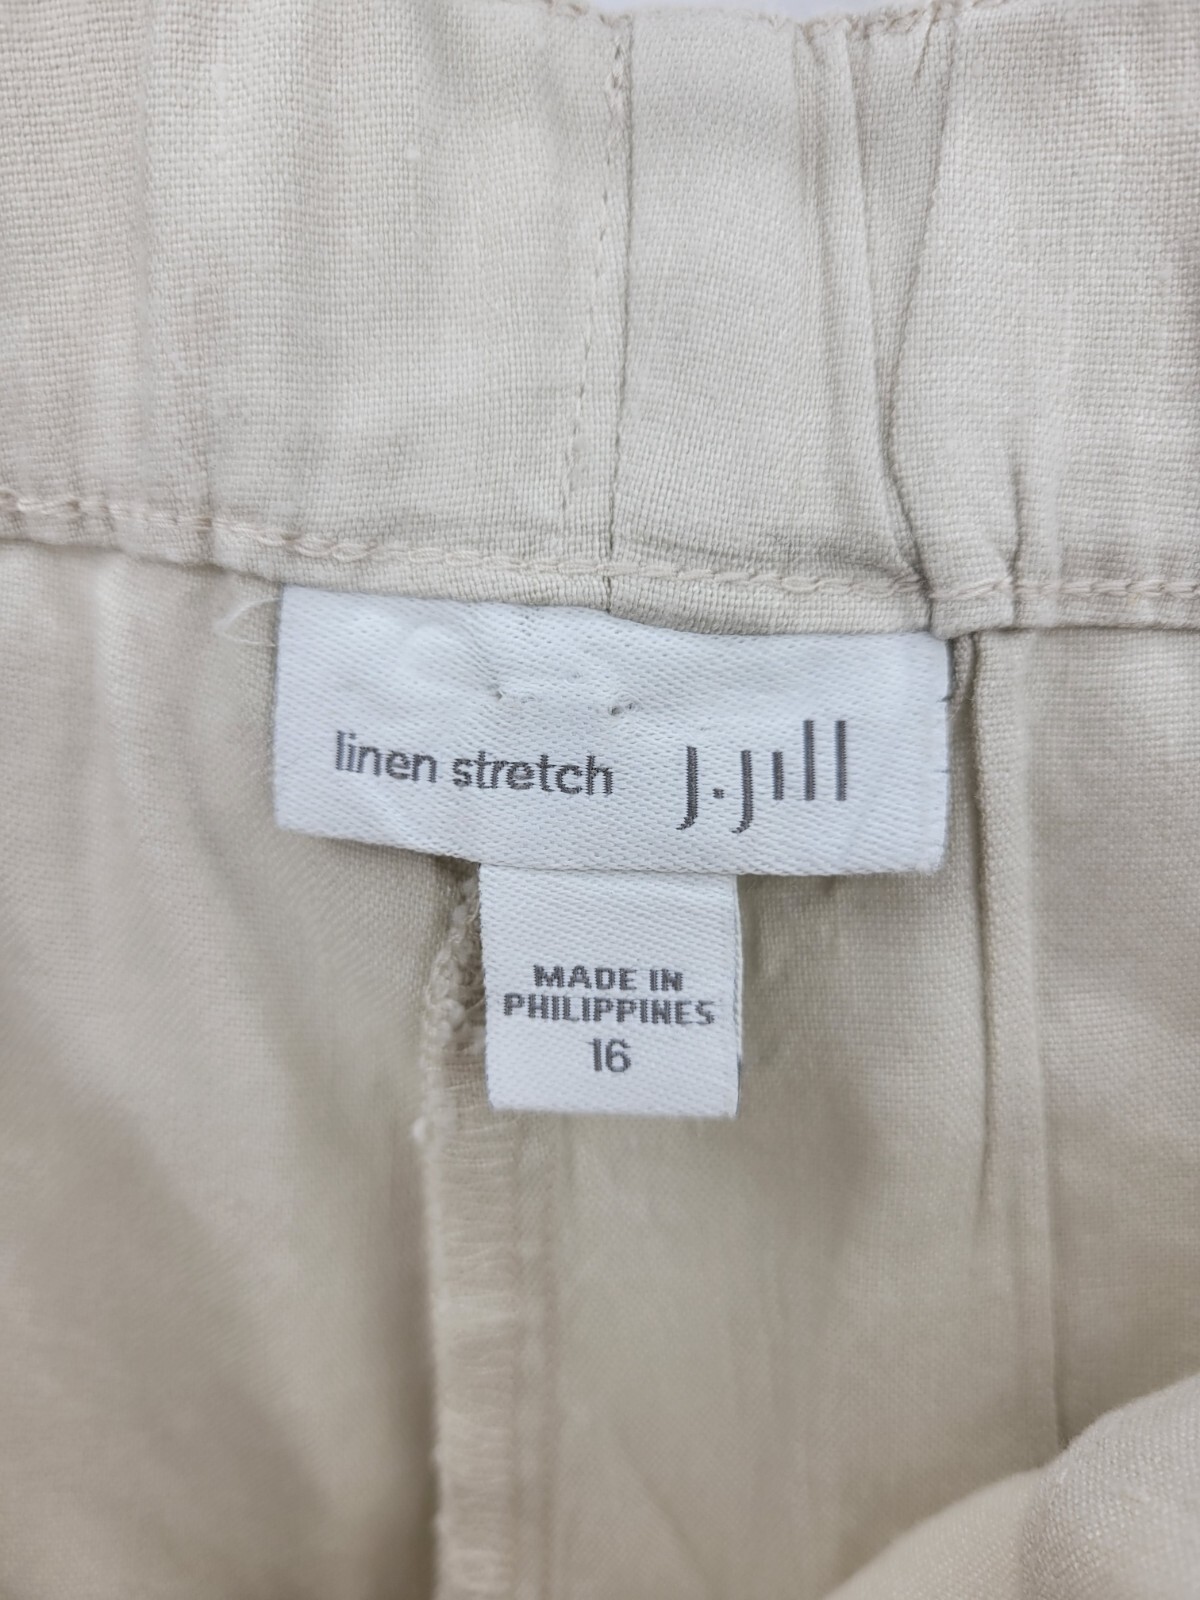 linen stretch J.Jill
MADE IN
PHILIPPINES
16